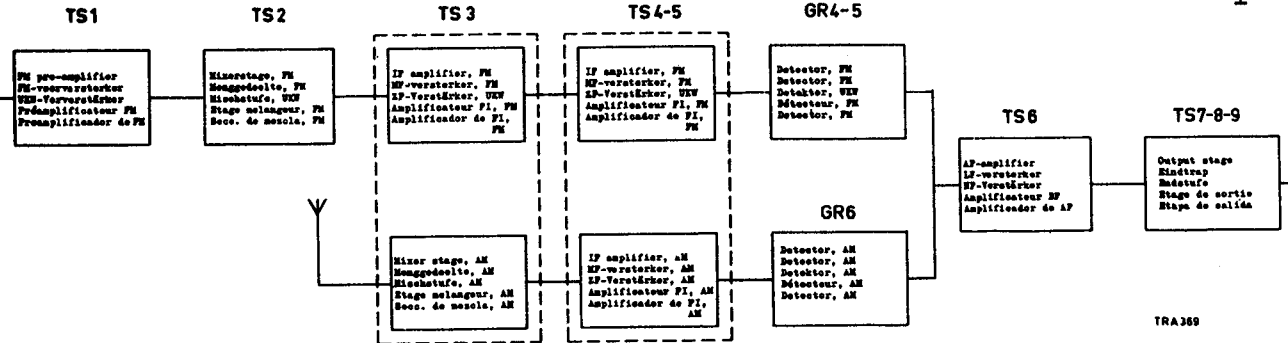 TS1
TS2
TS3
TS4-5
GR4-5
FM pre-amplifier
FM-voorversterker
UKW-Vorverstärker
Préamplificateur FM
Preamplificador de FM
Mixerstage, FM
Menggedeelte, FM
Mischstufe, UKW
Etage melangeur, FM
Secc. de mezcla, FM
IF amplifier, FM
MF-versterker, FM
ZF-Verstärker, UKW
Amplificateur FI, FM
Amplificador de FI,
FM
IF amplifier, FM
MF-versterker, FM
ZF-Verstärker, UKW
Amplificateur FI, FM
Amplificador de FI,
FM
Detector, FM
Detector, FM
Detektor, UKW
Détecteur, FM
Detector, FM
TS6
TS7-8-9
AF-amplifier
LF-versterker
NF-Verstärker
Amplificateur BF
Amplificador de AF
Output stage
Eindtrap
Endstufe
Etage de sortie
Etapa de salida
GR6
Mixer stage, AM
Menggedeelte, AM
Mischstufe, AM
Etage melangeur, AM
Secc. de mezcla, AM
IF amplifier, AM
MF-versterker, AM
ZF-Verstärker, AM
Amplificateur FI, AM
Amplificador de FI,
AM
Detector, AM
Detector, AM
Detektor, AM
Détecteur, AM
Detector, AM
TRA369